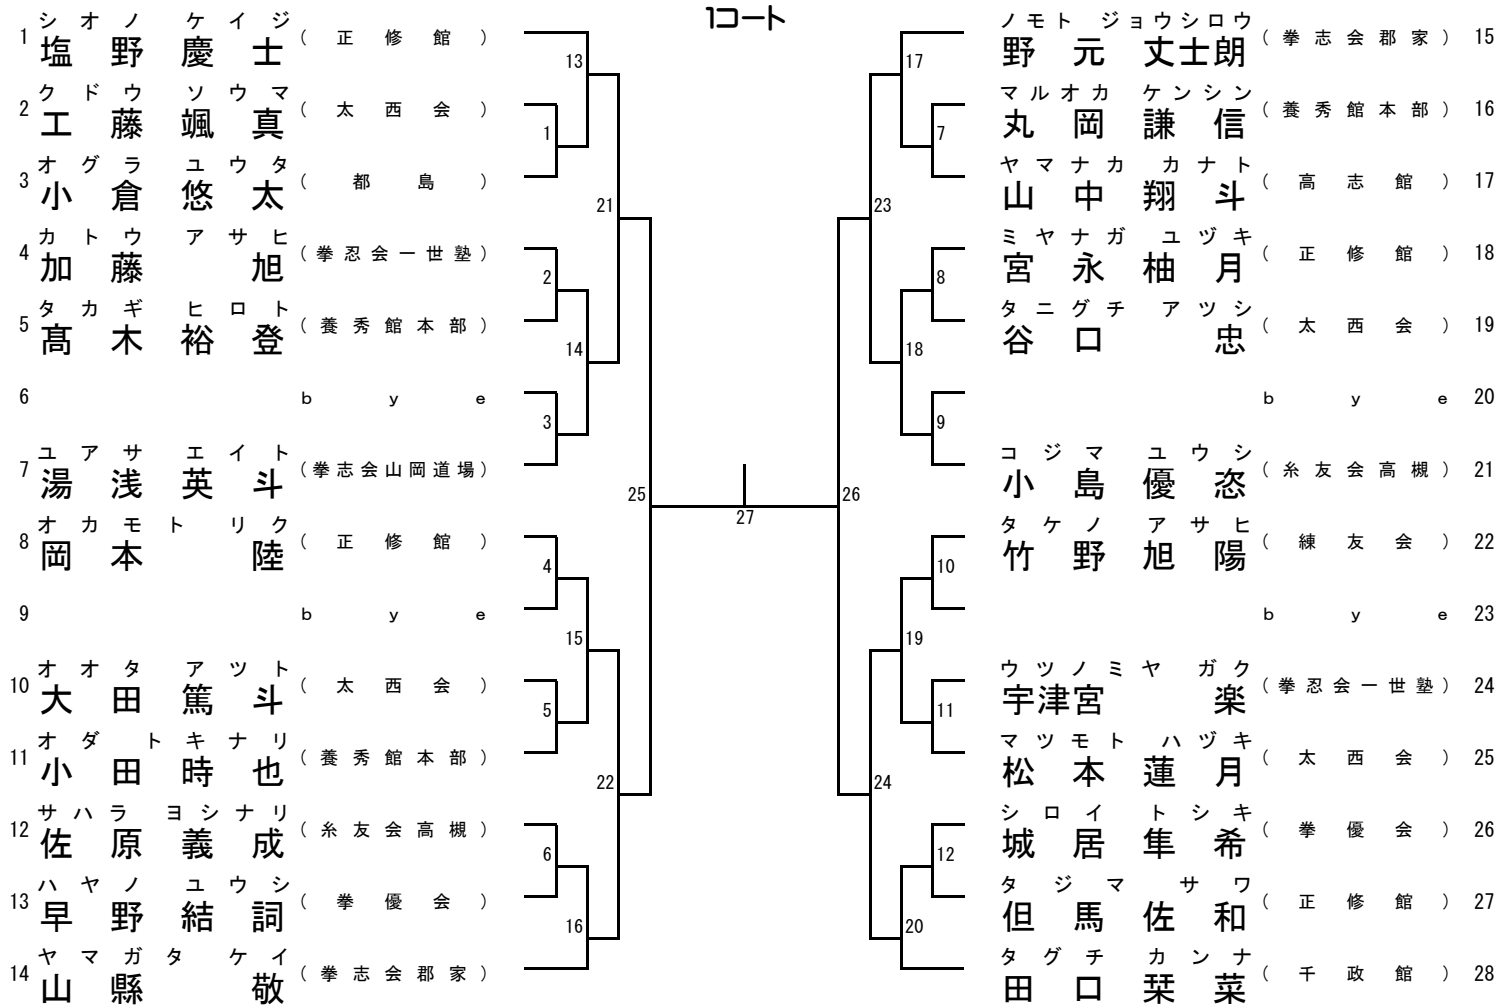 1コート
シオノ ケイジ
1 塩野慶士 (正修館)
クドウ ソウマ
2 工藤颯真 (太西会)
オグラ ユウタ
3 小倉悠太 (都島)
カトウ アサヒ
4 加藤旭 (拳忍会一世塾)
タカギ ヒロト
5 髙木裕登 (養秀館本部)
6 bye
ユアサ エイト
7 湯浅英斗 (拳志会山岡道場)
オカモト リク
8 岡本陸 (正修館)
9 bye
オオタ アツト
10 大田篤斗 (太西会)
オダ トキナリ
11 小田時也 (養秀館本部)
サハラ ヨシナリ
12 佐原義成 (糸友会高槻)
ハヤノ ユウシ
13 早野結詞 (拳優会)
ヤマガタ ケイ
14 山縣敬 (拳志会郡家)
13
1
21
2
14
3
25
4
15
5
22
6
16
27
17
7
23
8
18
9
26
10
19
11
24
12
20
ノモト ジョウシロウ
野元丈士朗 (拳志会郡家) 15
マルオカ ケンシン
丸岡謙信 (養秀館本部) 16
ヤマナカ カナト
山中翔斗 (高志館) 17
ミヤナガ ユヅキ
宮永柚月 (正修館) 18
タニグチ アツシ
谷口忠 (太西会) 19
bye 20
コジマ ユウシ
小島優恣 (糸友会高槻) 21
タケノ アサヒ
竹野旭陽 (練友会) 22
bye 23
ウツノミヤ ガク
宇津宮楽 (拳忍会一世塾) 24
マツモト ハヅキ
松本蓮月 (太西会) 25
シロイ トシキ
城居隼希 (拳優会) 26
タジマ サワ
但馬佐和 (正修館) 27
タグチ カンナ
田口栞菜 (千政館) 28